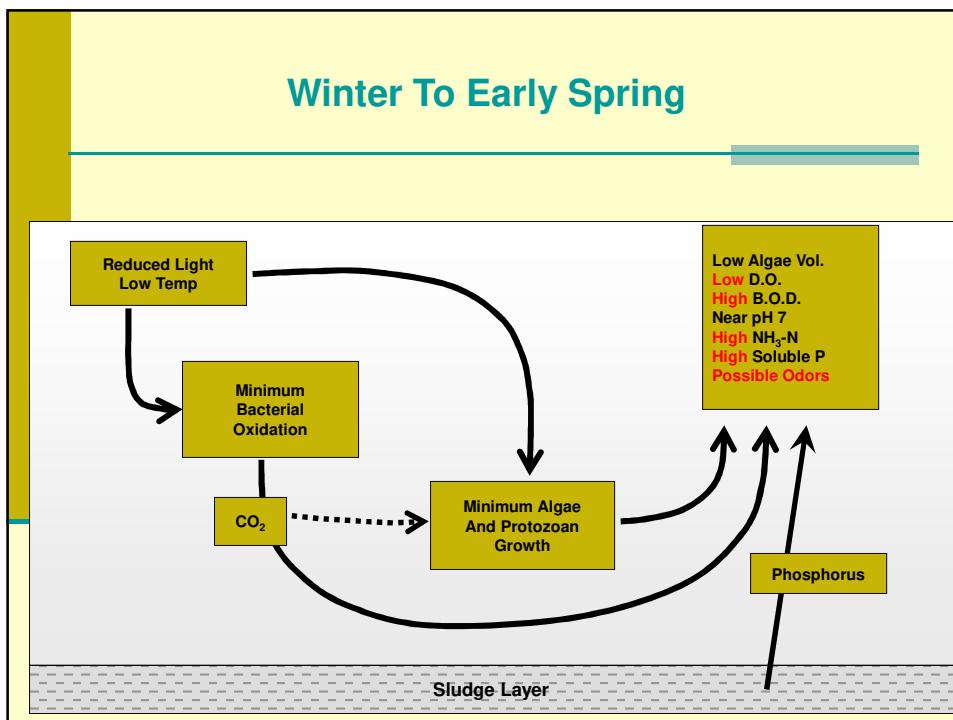 Winter To Early Spring
Reduced Light
Low Temp
Low Algae Vol.
Low D.O.
High B.O.D.
Near pH 7
High NH₃-N
High Soluble P
Possible Odors
Minimum
Bacterial
Oxidation
CO₂
Minimum Algae
And Protozoan
Growth
Phosphorus
Sludge Layer